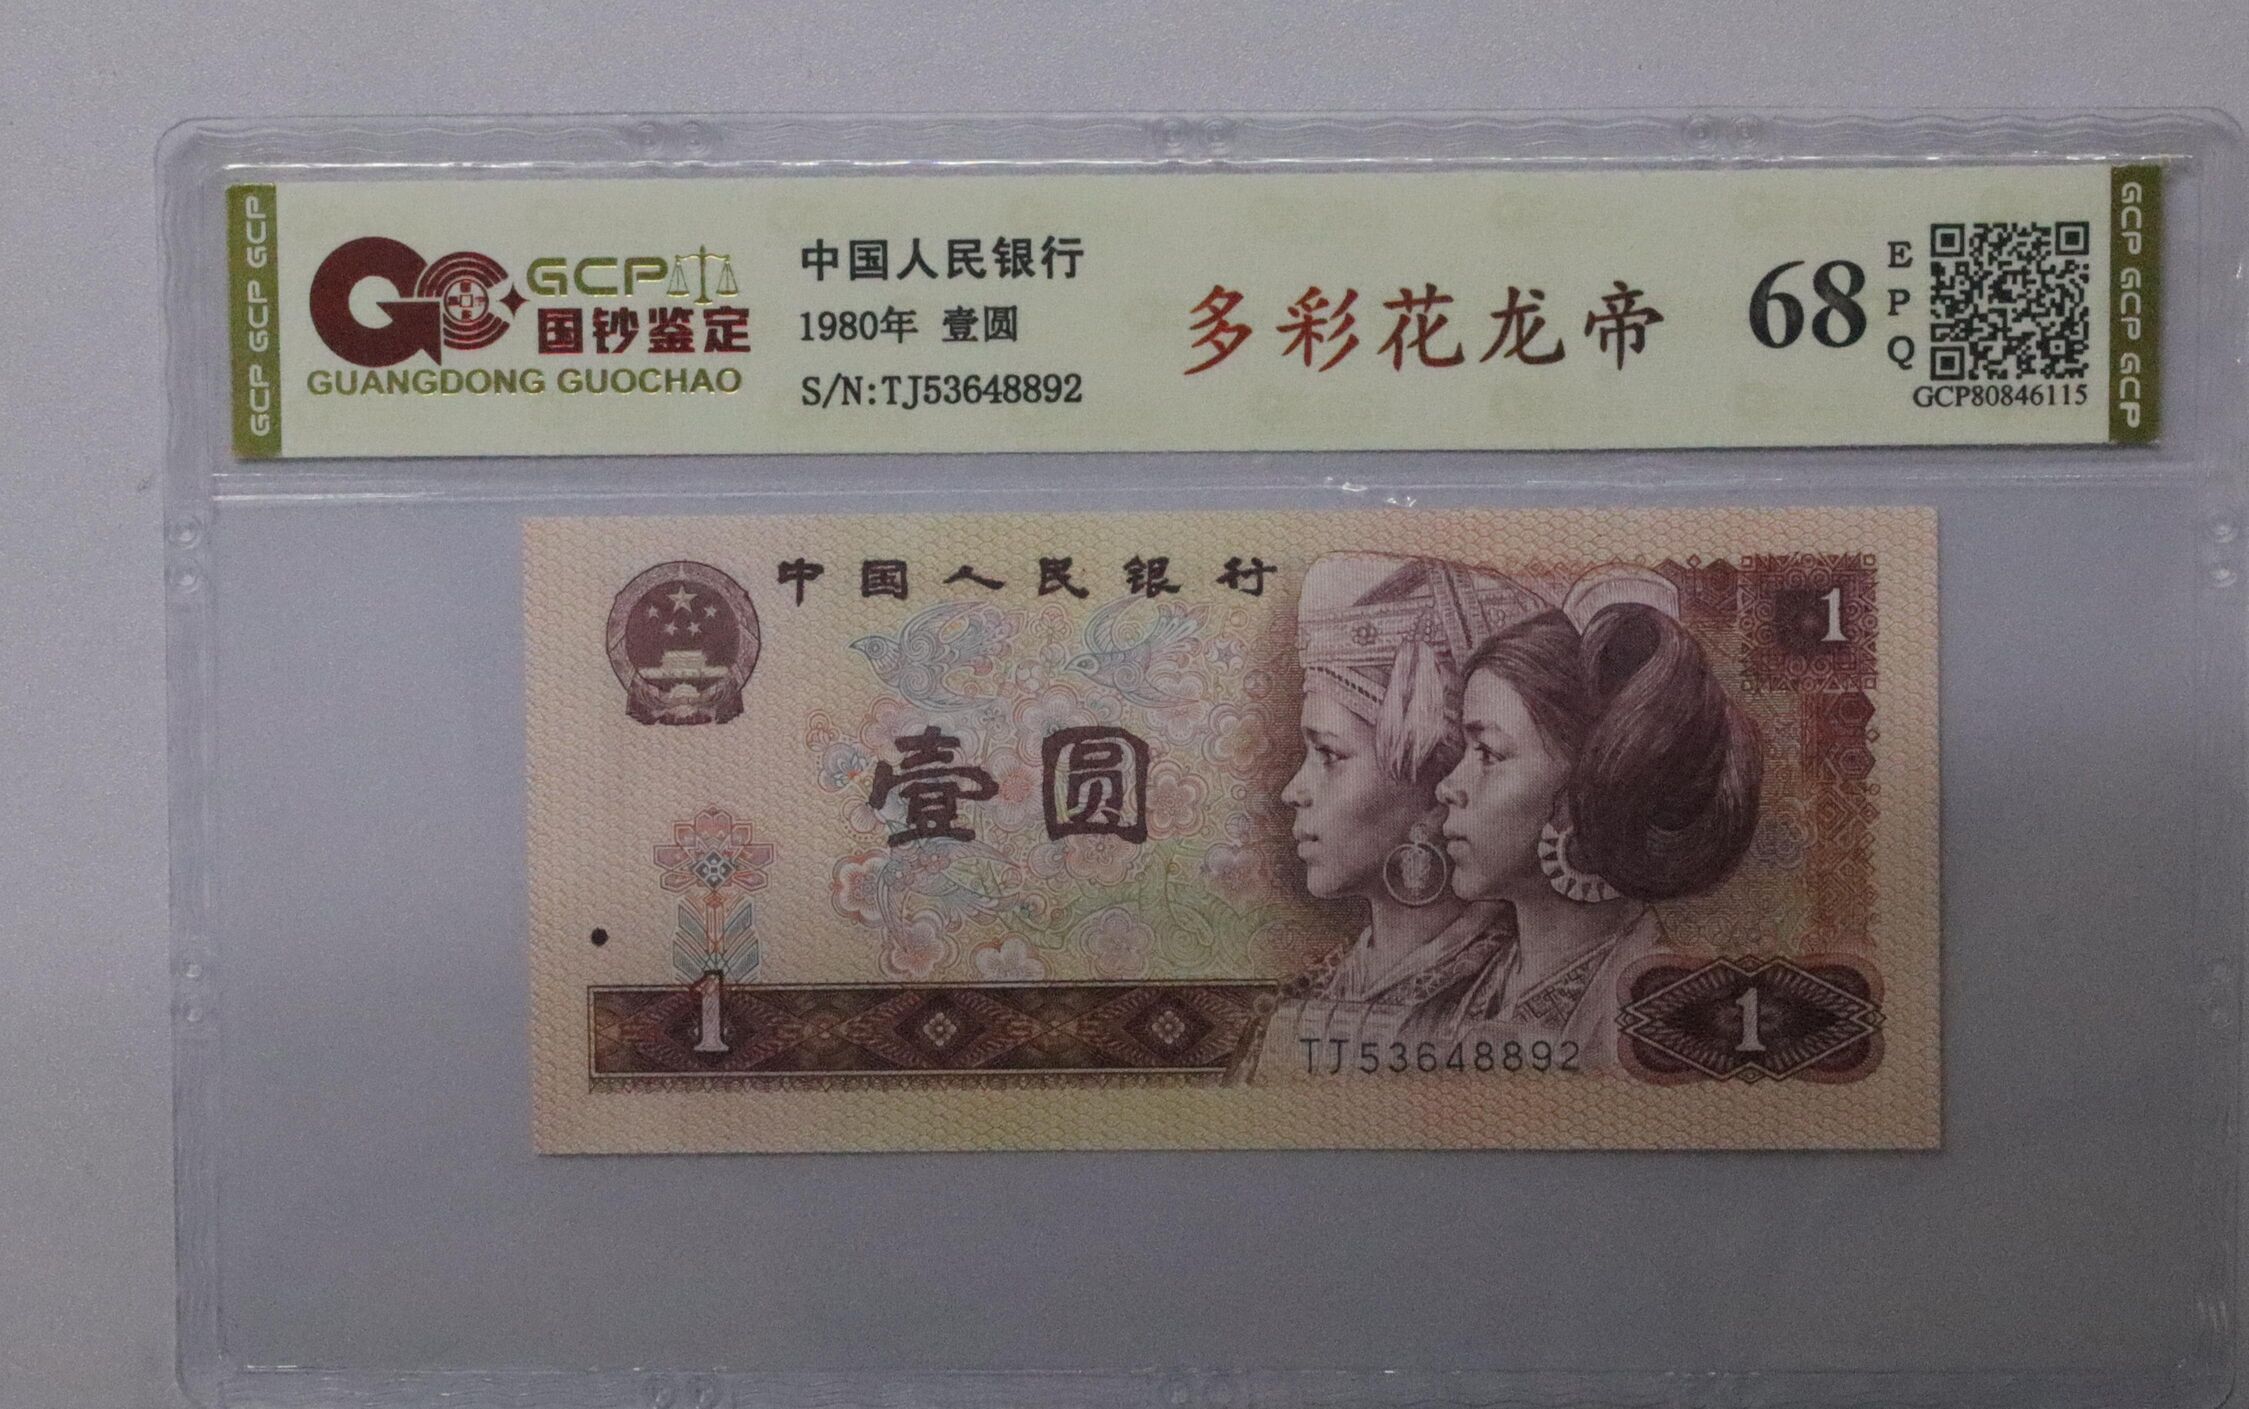 GCP GCP GCP
GCP
国钞鉴定
GUANGDONG GUOCHAO
中国人民银行
1980年 壹圆
S/N:TJ53648892
多彩花龙帝
68
E
P
Q
GCP80846115
GCP GCP GCP
中国人民银行
1
壹圆
1
1
TJ53648892